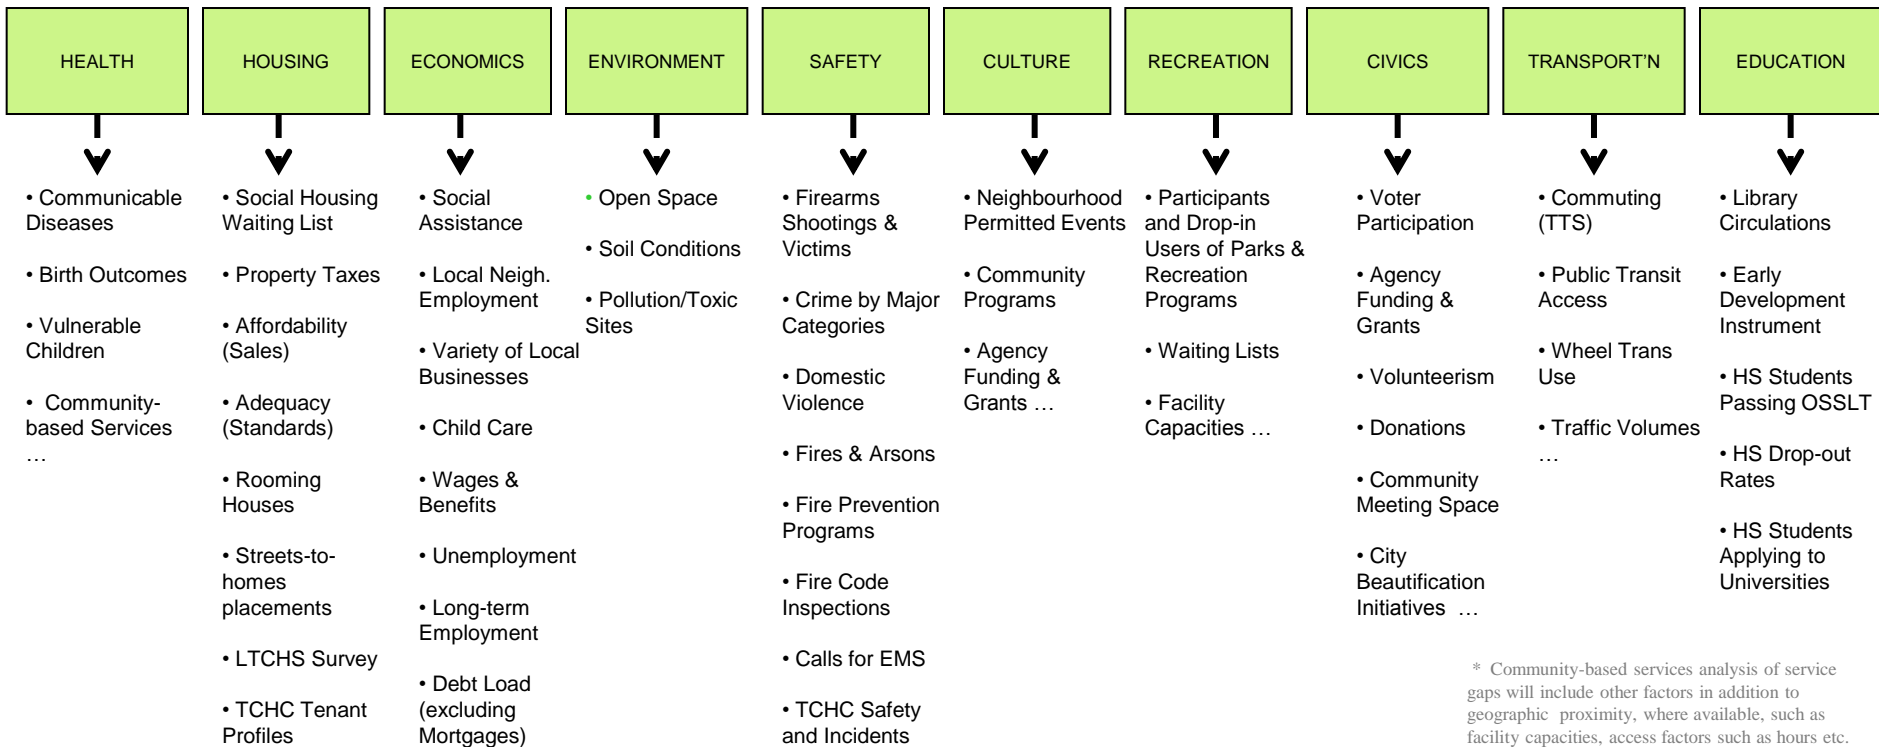 HEALTH
HOUSING
ECONOMICS
ENVIRONMENT
SAFETY
CULTURE
RECREATION
CIVICS
TRANSPORT'N
EDUCATION
• Communicable
Diseases
• Birth Outcomes
• Vulnerable
Children
• Community-
based Services
…
• Social Housing
Waiting List
• Property Taxes
• Affordability
(Sales)
• Adequacy
(Standards)
• Rooming
Houses
• Streets-to-
homes
placements
• LTCHS Survey
• TCHC Tenant
Profiles
• Social
Assistance
• Local Neigh.
Employment
• Variety of Local
Businesses
• Child Care
• Wages &
Benefits
• Unemployment
• Long-term
Employment
• Debt Load
(excluding
Mortgages)
• Open Space
• Soil Conditions
• Pollution/Toxic
Sites
• Firearms
Shootings &
Victims
• Crime by Major
Categories
• Domestic
Violence
• Fires & Arsons
• Fire Prevention
Programs
• Fire Code
Inspections
• Calls for EMS
• TCHC Safety
and Incidents
• Neighbourhood
Permitted Events
• Community
Programs
• Agency
Funding &
Grants …
• Participants
and Drop-in
Users of Parks &
Recreation
Programs
• Waiting Lists
• Facility
Capacities …
• Voter
Participation
• Agency
Funding &
Grants
• Volunteerism
• Donations
• Community
Meeting Space
• City
Beautification
Initiatives …
• Commuting
(TTS)
• Public Transit
Access
• Wheel Trans
Use
• Traffic Volumes
…
• Library
Circulations
• Early
Development
Instrument
• HS Students
Passing OSSLT
• HS Drop-out
Rates
• HS Students
Applying to
Universities
* Community-based services analysis of service
gaps will include other factors in addition to
geographic proximity, where available, such as
facility capacities, access factors such as hours etc.